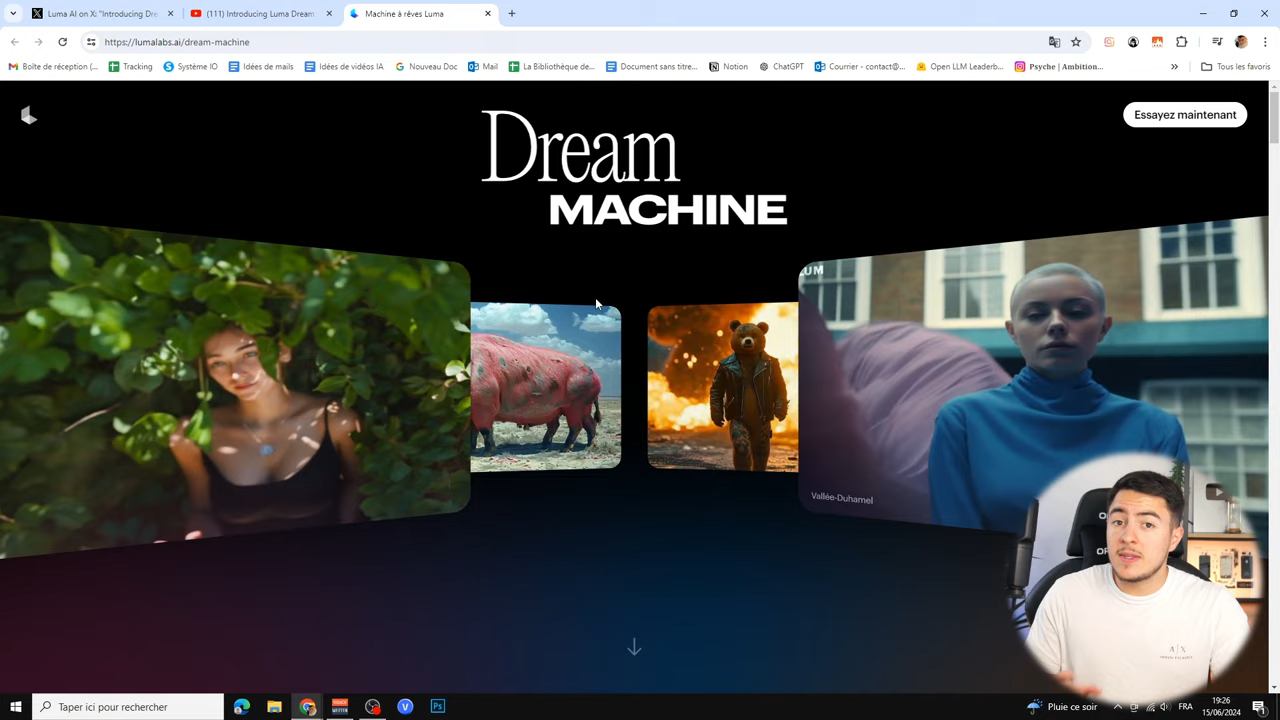 Luma AI on X: "Introducing Dre
(111) Introducing Luma Dream
Machine à rêves Luma
https://lumalabs.ai/dream-machine
Boîte de réception (...
Tracking
Système IO
Idées de mails
Idées de vidéos IA
Nouveau Doc
Mail
La Bibliothèque de...
Document sans titre...
Notion
ChatGPT
Courrier - contact@...
Open LLM Leaderb...
Psyche | Ambition...
»
Tous les favoris
Dream
MACHINE
Essayez maintenant
LUM
Vallée-Duhamel
A|X
Taper ici pour rechercher
Ps
Pluie ce soir
FRA
19:26
15/06/2024
1